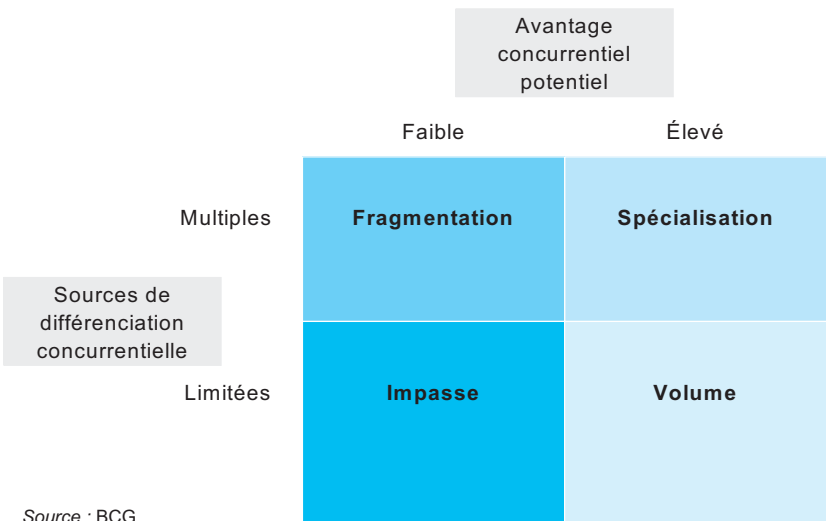 Avantage
concurrentiel
potentiel
Faible
Élevé
Multiples
Fragmentation
Spécialisation
Sources de
différenciation
concurrentielle
Limitées
Impasse
Volume
Source : BCG